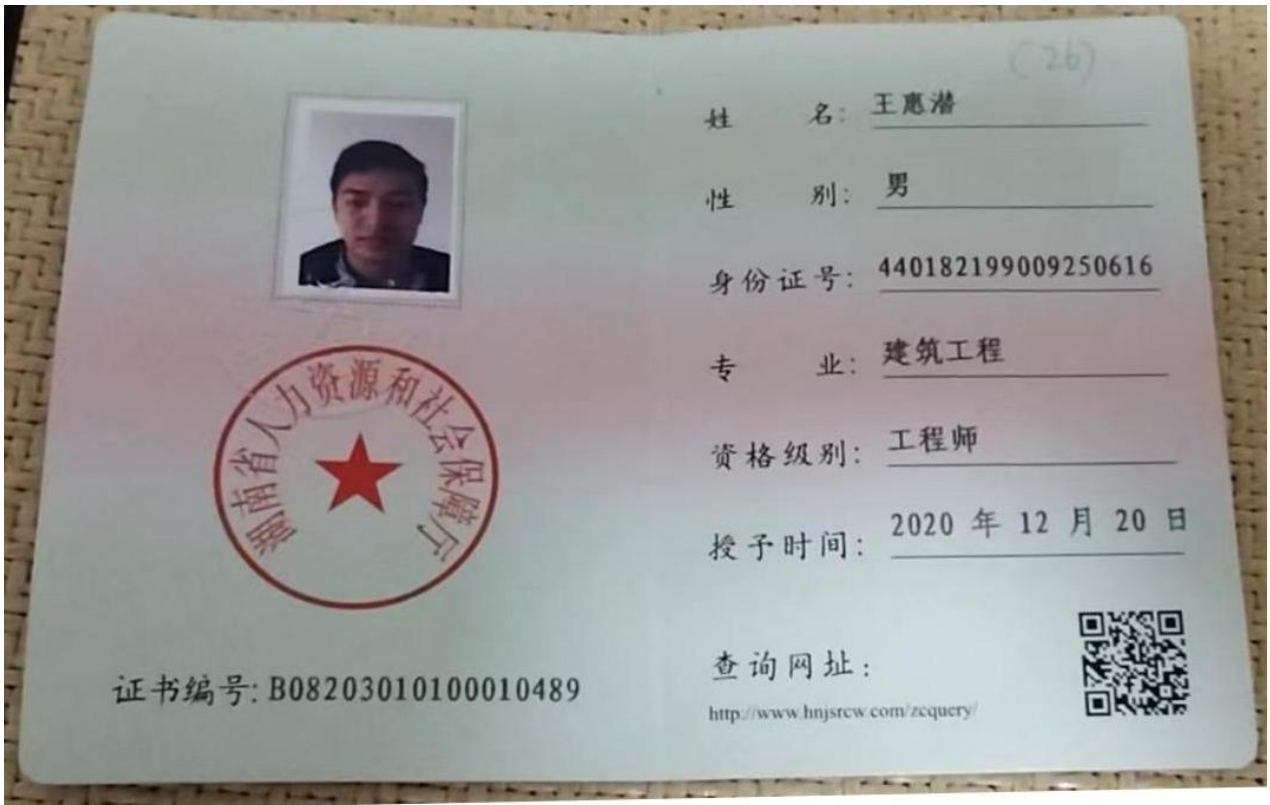 (26)
姓名: 王惠潜
性别: 男
身份证号: 440182199009250616
专业: 建筑工程
资格级别: 工程师
授予时间: 2020 年 12 月 20 日
查询网址:
http://www.hnjsrcw.com/zcquery/
湖南省人力资源和社会保障厅
证书编号: B08203010100010489